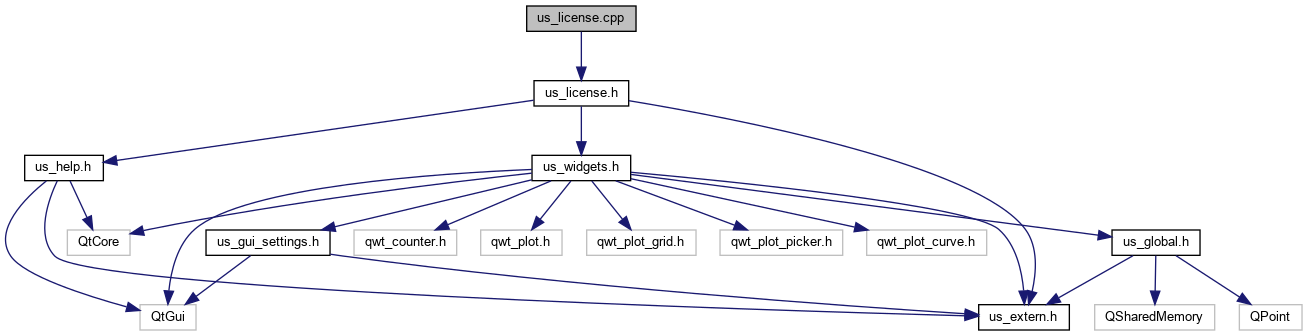 us_license.cpp
us_license.h
us_help.h
us_widgets.h
QtCore
us_gui_settings.h
qwt_counter.h
qwt_plot.h
qwt_plot_grid.h
qwt_plot_picker.h
qwt_plot_curve.h
us_global.h
QtGui
us_extern.h
QSharedMemory
QPoint